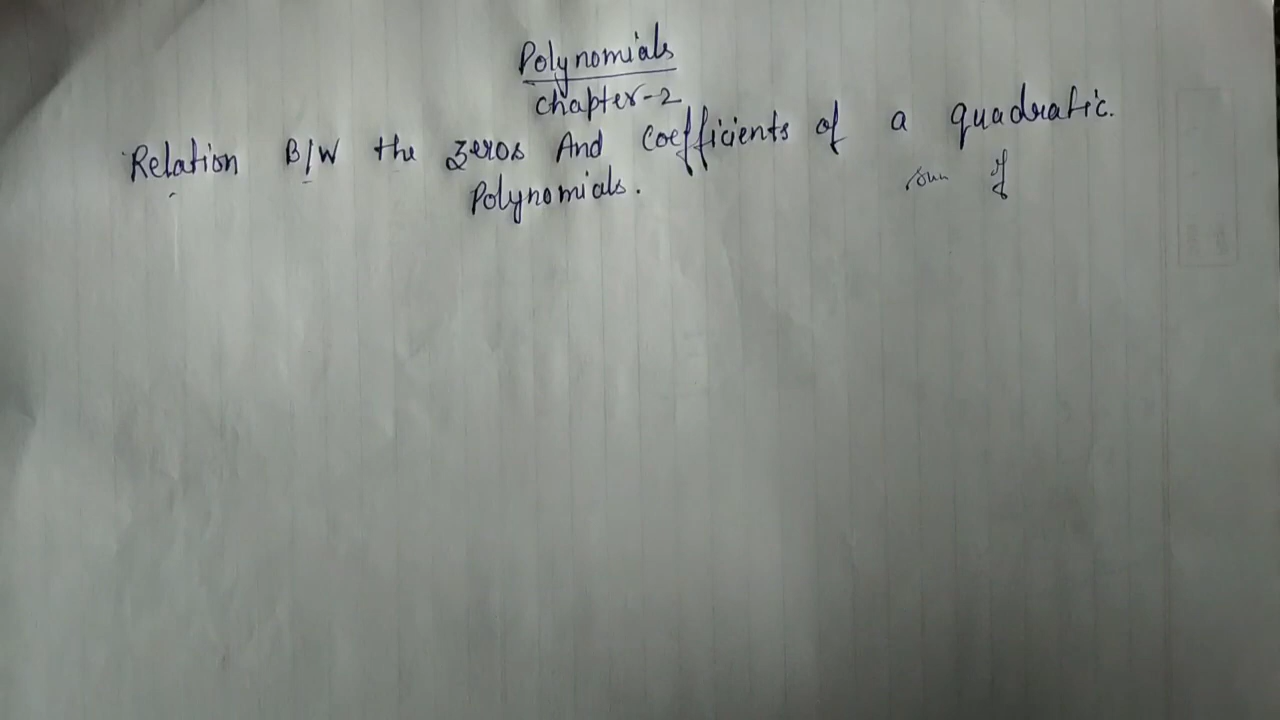 Polynomials
chapter-2
Relation B/W the zeros And Coefficients of a quadratic.
Polynomials.
sum of